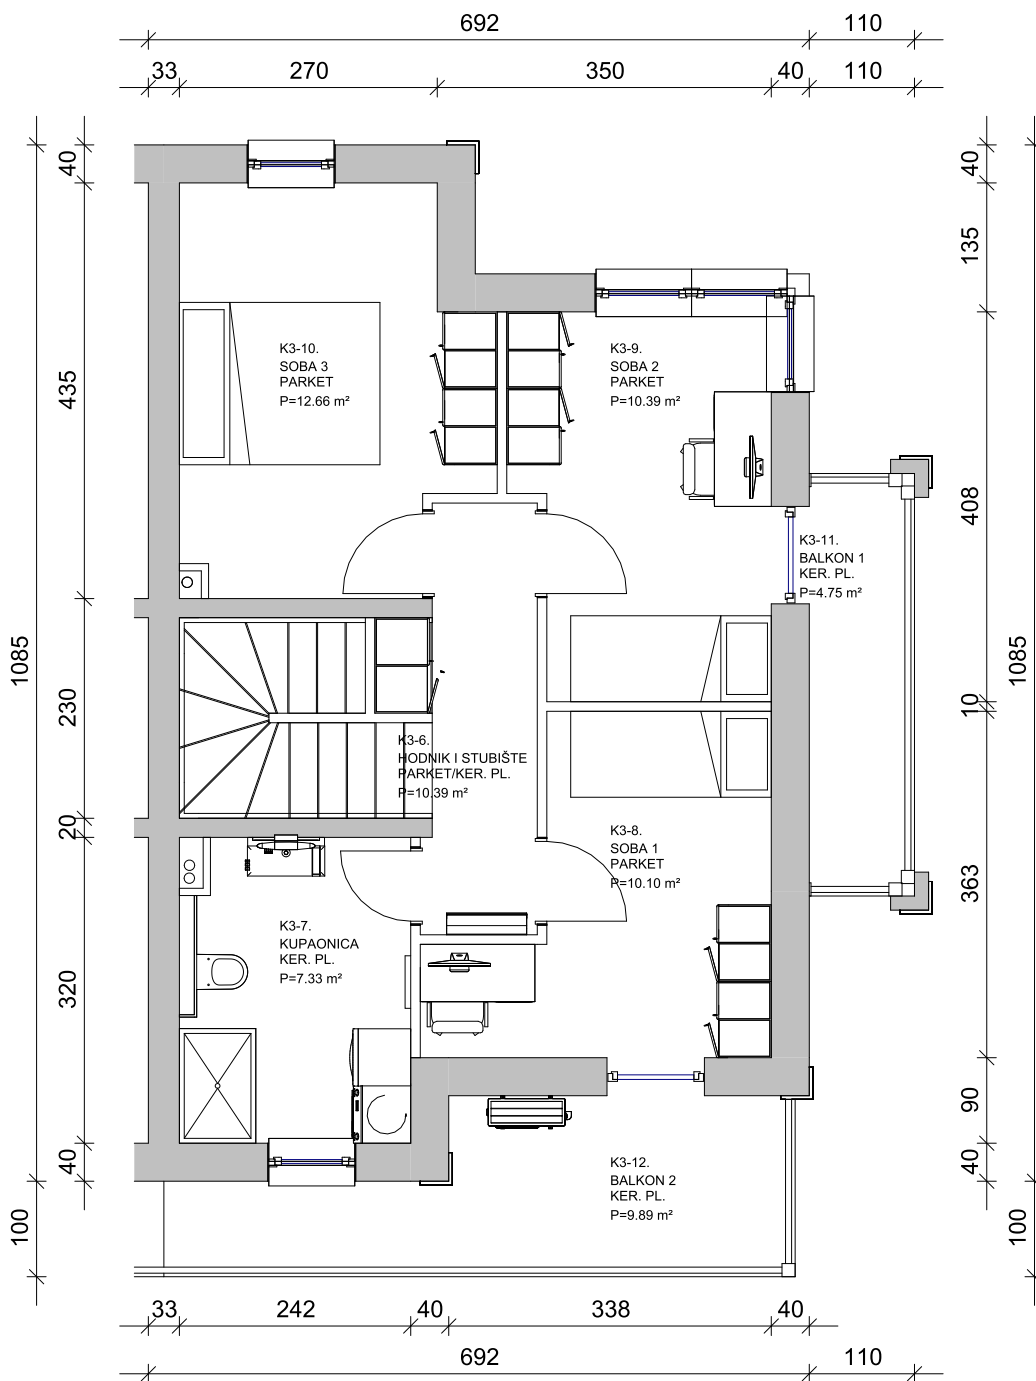 692
110
33
270
350
40
110
40
40
135
K3-10.
SOBA 3
PARKET
P=12.66 m²
K3-9.
SOBA 2
PARKET
P=10.39 m²
435
408
K3-11.
BALKON 1
KER. PL.
P=4.75 m²
1085
1085
230
10
K3-6.
HODNIK I STUBIŠTE
PARKET/KER. PL.
P=10.39 m²
20
K3-8.
SOBA 1
PARKET
P=10.10 m²
363
K3-7.
KUPAONICA
KER. PL.
P=7.33 m²
320
90
40
40
K3-12.
BALKON 2
KER. PL.
P=9.89 m²
100
100
33
242
40
338
40
692
110